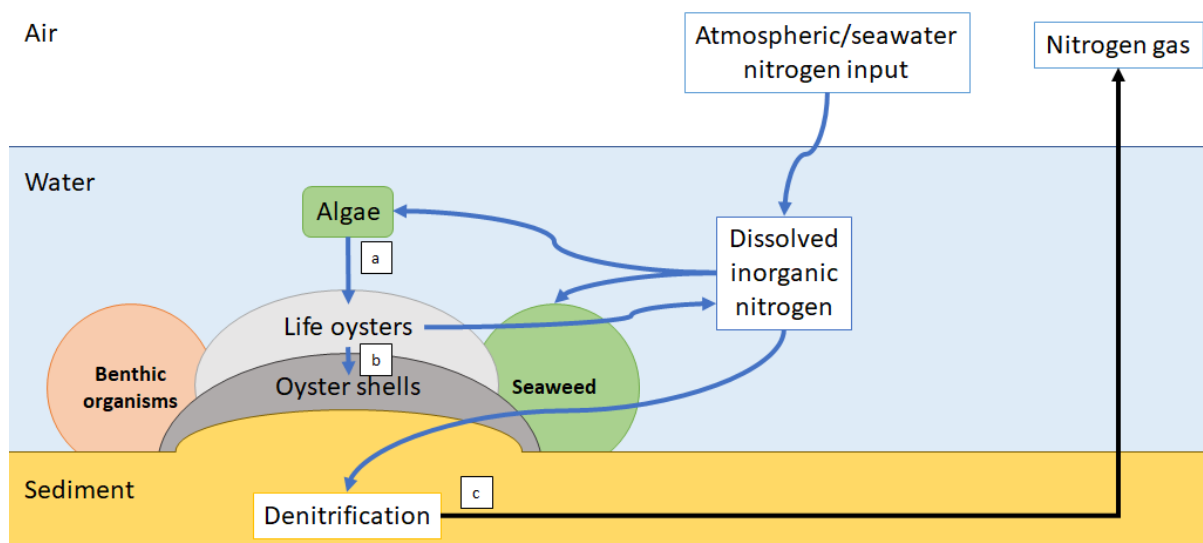 Air
Atmospheric/seawater
nitrogen input
Nitrogen gas
Water
Algae
a
Dissolved
inorganic
nitrogen
Life oysters
b
Benthic
organisms
Oyster shells
Seaweed
Sediment
c
Denitrification